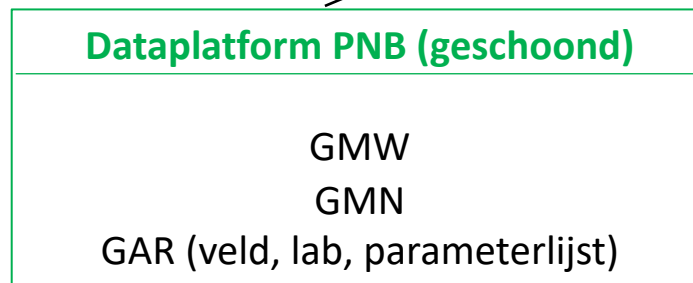 Dataplatform PNB (geschoond)
GMW
GMN
GAR (veld, lab, parameterlijst)